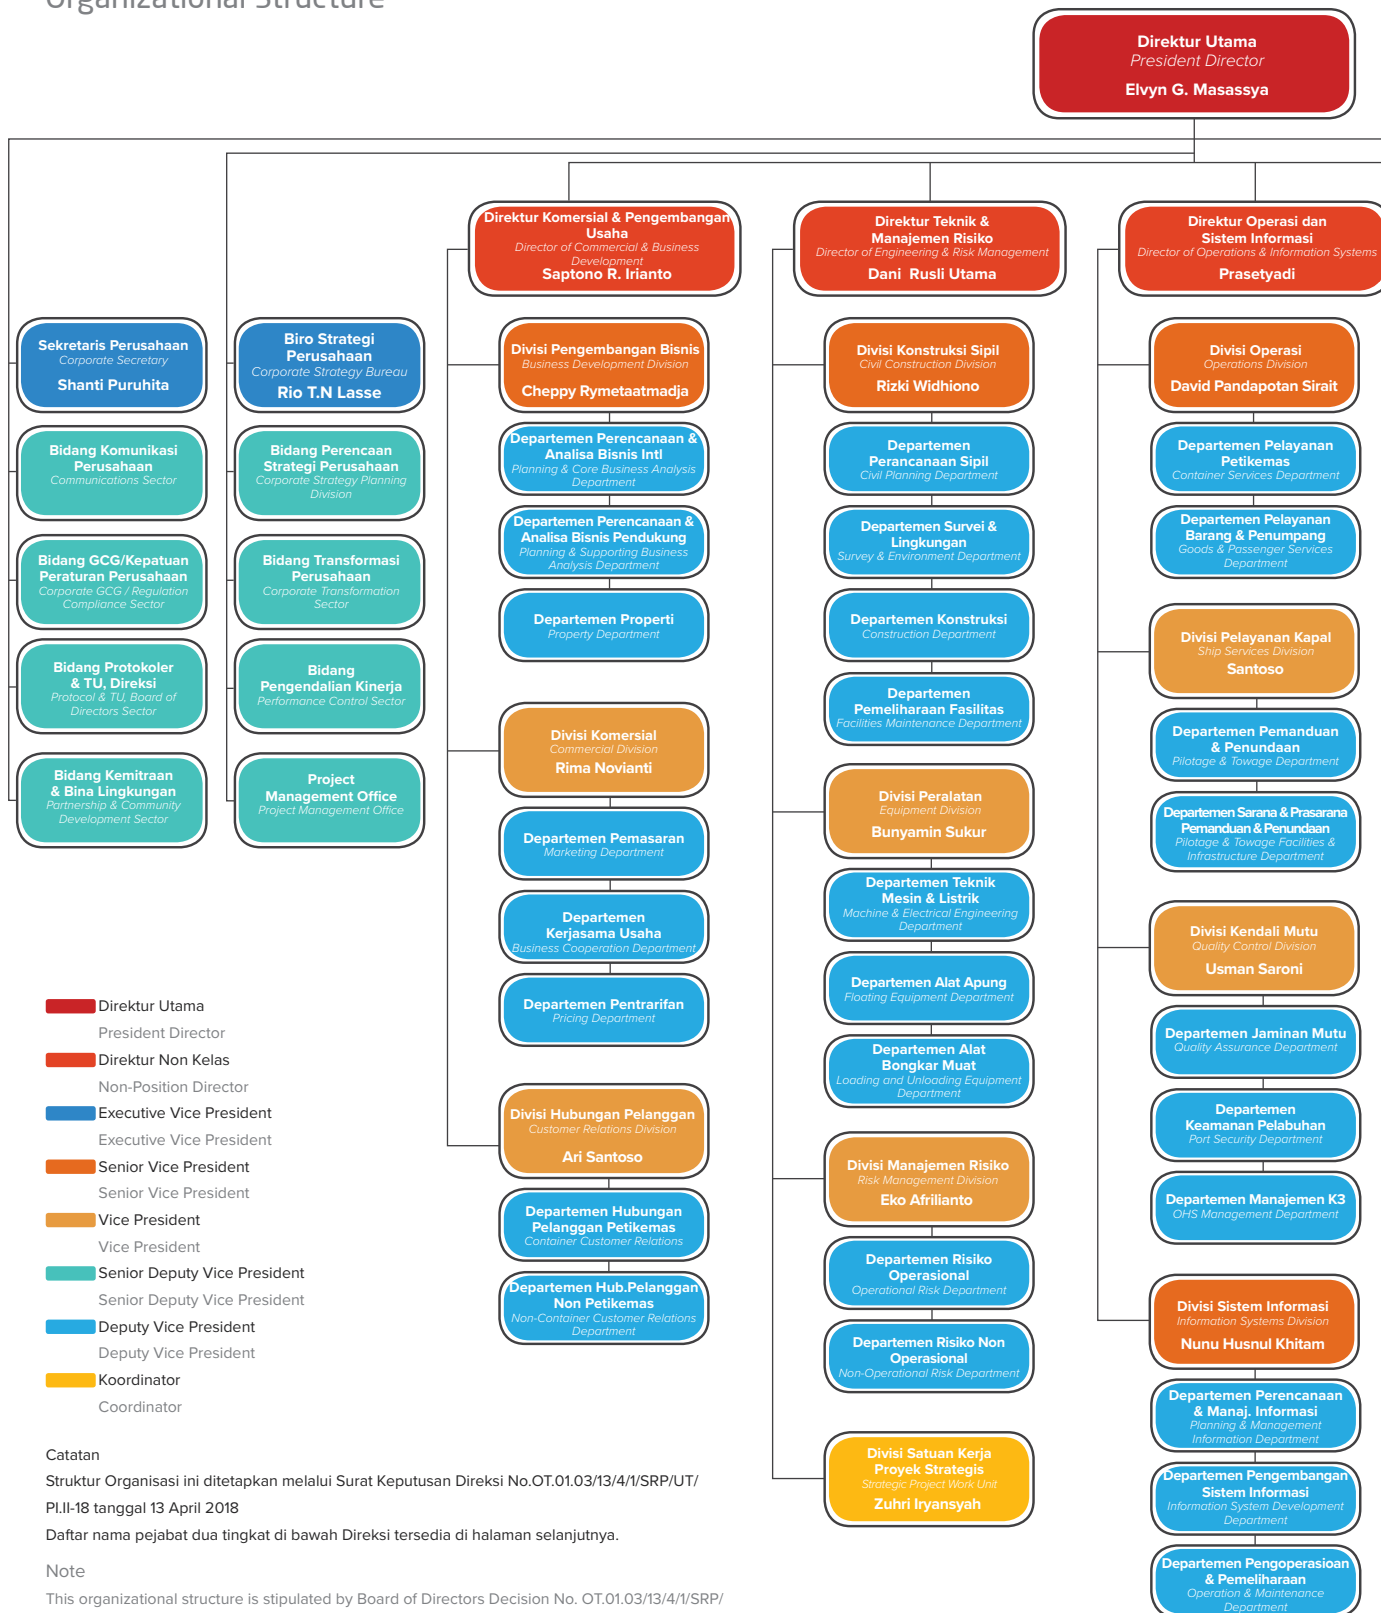 Organizational Structure
Direktur Utama
President Director
Elvyn G. Masassya
Direktur Komersial & Pengembangan
Usaha
Director of Commercial & Business
Development
Saptono R. Irianto
Direktur Teknik &
Manajemen Risiko
Director of Engineering & Risk Management
Dani Rusli Utama
Direktur Operasi dan
Sistem Informasi
Director of Operations & Information Systems
Prasetyadi
Sekretaris Perusahaan
Corporate Secretary
Shanti Puruhita
Bidang Komunikasi
Perusahaan
Communications Sector
Bidang GCG/Kepatuan
Peraturan Perusahaan
Corporate GCG / Regulation
Compliance Sector
Bidang Protokoler
& TU, Direksi
Protocol & TU, Board of
Directors Sector
Bidang Kemitraan
& Bina Lingkungan
Partnership & Community
Development Sector
Biro Strategi
Perusahaan
Corporate Strategy Bureau
Rio T.N Lasse
Bidang Perencaan
Strategi Perusahaan
Corporate Strategy Planning
Division
Bidang Transformasi
Perusahaan
Corporate Transformation
Sector
Bidang
Pengendalian Kinerja
Performance Control Sector
Project
Management Office
Project Management Office
Divisi Pengembangan Bisnis
Business Development Division
Cheppy Rymetaatmadja
Departemen Perencanaan &
Analisa Bisnis Intl
Planning & Core Business Analysis
Department
Departemen Perencanaan &
Analisa Bisnis Pendukung
Planning & Supporting Business
Analysis Department
Departemen Properti
Property Department
Divisi Komersial
Commercial Division
Rima Novianti
Departemen Pemasaran
Marketing Department
Departemen
Kerjasama Usaha
Business Cooperation Department
Departemen Pentrarifan
Pricing Department
Divisi Hubungan Pelanggan
Customer Relations Division
Ari Santoso
Departemen Hubungan
Pelanggan Petikemas
Container Customer Relations
Departemen Hub.Pelanggan
Non Petikemas
Non-Container Customer Relations
Department
Divisi Konstruksi Sipil
Civil Construction Division
Rizki Widhiono
Departemen
Perancanaan Sipil
Civil Planning Department
Departemen Survei &
Lingkungan
Survey & Environment Department
Departemen Konstruksi
Construction Department
Departemen
Pemeliharaan Fasilitas
Facilities Maintenance Department
Divisi Peralatan
Equipment Division
Bunyamin Sukur
Departemen Teknik
Mesin & Listrik
Machine & Electrical Engineering
Department
Departemen Alat Apung
Floating Equipment Department
Departemen Alat
Bongkar Muat
Loading and Unloading Equipment
Department
Divisi Manajemen Risiko
Risk Management Division
Eko Afrilianto
Departemen Risiko
Operasional
Operational Risk Department
Departemen Risiko Non
Operasional
Non-Operational Risk Department
Divisi Satuan Kerja
Proyek Strategis
Strategic Project Work Unit
Zuhri Iryansyah
Divisi Operasi
Operations Division
David Pandapotan Sirait
Departemen Pelayanan
Petikemas
Container Services Department
Departemen Pelayanan
Barang & Penumpang
Goods & Passenger Services
Department
Divisi Pelayanan Kapal
Ship Services Division
Santoso
Departemen Pemanduan
& Penundaan
Pilotage & Towage Department
Departemen Sarana & Prasarana
Pemanduan & Penundaan
Pilotage & Towage Facilities &
Infrastructure Department
Divisi Kendali Mutu
Quality Control Division
Usman Saroni
Departemen Jaminan Mutu
Quality Assurance Department
Departemen
Keamanan Pelabuhan
Port Security Department
Departemen Manajemen K3
OHS Management Department
Divisi Sistem Informasi
Information Systems Division
Nunu Husnul Khitam
Departemen Perencanaan
& Manaj. Informasi
Planning & Management
Information Department
Departemen Pengembangan
Sistem Informasi
Information System Development
Department
Departemen Pengoperasioan
& Pemeliharaan
Operation & Maintenance
Department
Direktur Utama
President Director
Direktur Non Kelas
Non-Position Director
Executive Vice President
Executive Vice President
Senior Vice President
Senior Vice President
Vice President
Vice President
Senior Deputy Vice President
Senior Deputy Vice President
Deputy Vice President
Deputy Vice President
Koordinator
Coordinator
Catatan
Struktur Organisasi ini ditetapkan melalui Surat Keputusan Direksi No.OT.01.03/13/4/1/SRP/UT/
PI.II-18 tanggal 13 April 2018
Daftar nama pejabat dua tingkat di bawah Direksi tersedia di halaman selanjutnya.
Note
This organizational structure is stipulated by Board of Directors Decision No. OT.01.03/13/4/1/SRP/